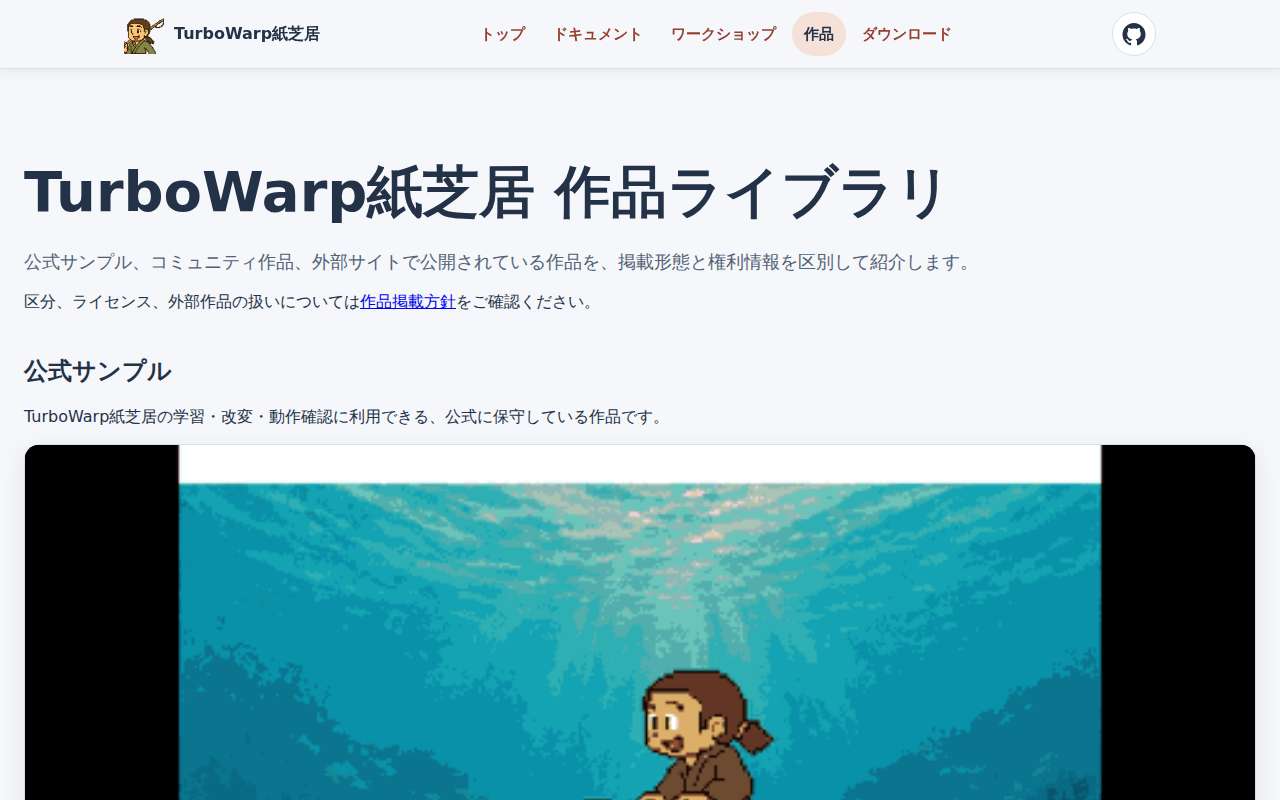 TurboWarp紙芝居
トップ
ドキュメント
ワークショップ
作品
ダウンロード
TurboWarp紙芝居 作品ライブラリ
公式サンプル、コミュニティ作品、外部サイトで公開されている作品を、掲載形態と権利情報を区別して紹介します。
区分、ライセンス、外部作品の扱いについては作品掲載方針をご確認ください。
公式サンプル
TurboWarp紙芝居の学習・改変・動作確認に利用できる、公式に保守している作品です。